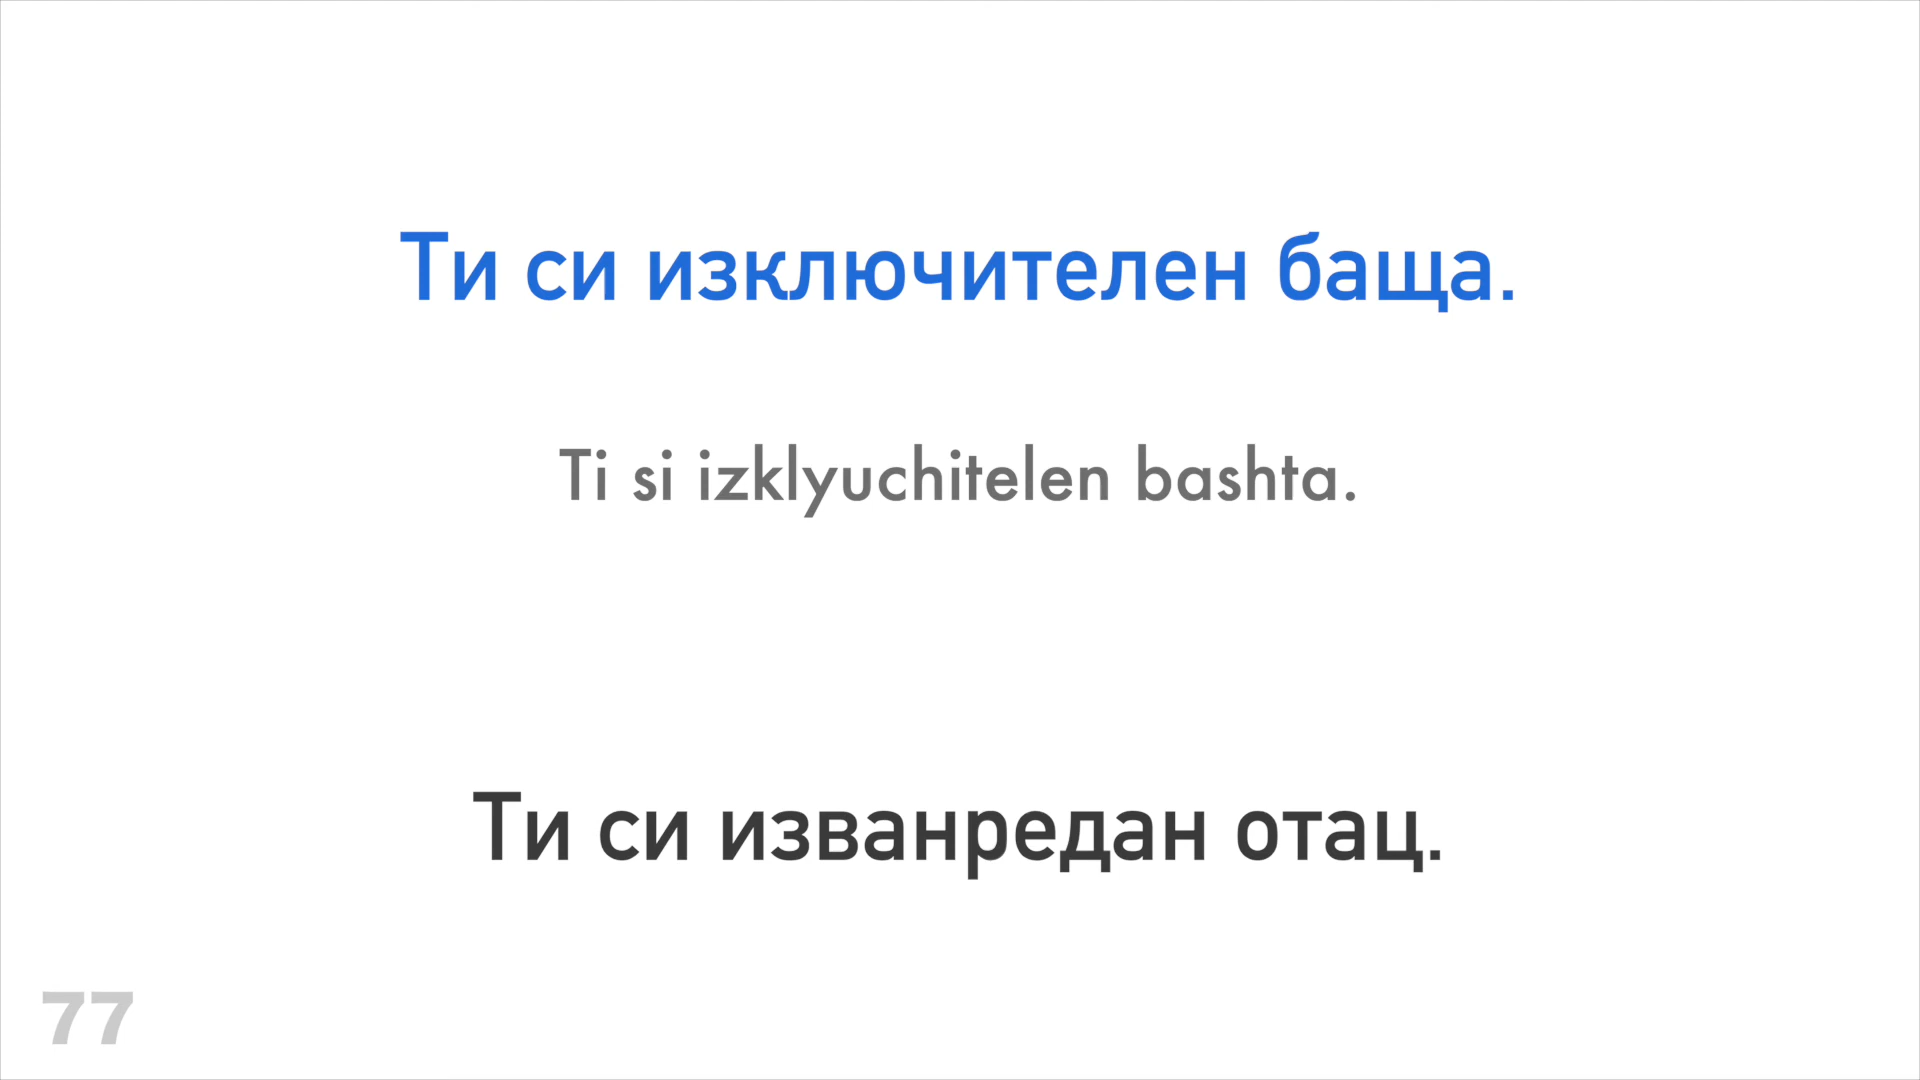 Ти си изключителен баща.
Ti si izklyuchitelen bashta.
Ти си изванредан отац.
77